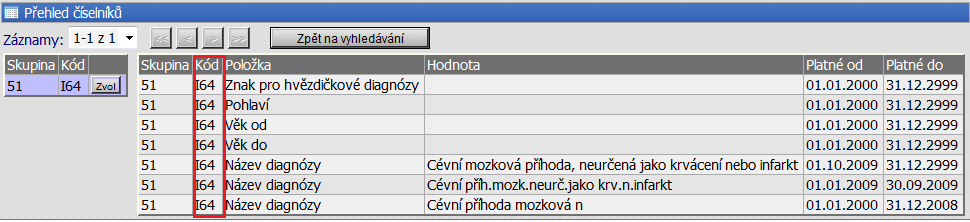 Přehled číselníků
Záznamy: 1-1 z 1 << < > >> Zpět na vyhledávání
Skupina Kód
51 I64 Zvol
Skupina Kód Položka Hodnota Platné od Platné do
51 I64 Znak pro hvězdičkové diagnózy 01.01.2000 31.12.2999
51 I64 Pohlaví 01.01.2000 31.12.2999
51 I64 Věk od 01.01.2000 31.12.2999
51 I64 Věk do 01.01.2000 31.12.2999
51 I64 Název diagnózy Cévní mozková příhoda, neurčená jako krvácení nebo infarkt 01.10.2009 31.12.2999
51 I64 Název diagnózy Cévní příh.mozk.neurč.jako krv.n.infarkt 01.01.2009 30.09.2009
51 I64 Název diagnózy Cévní příhoda mozková n 01.01.2000 31.12.2008